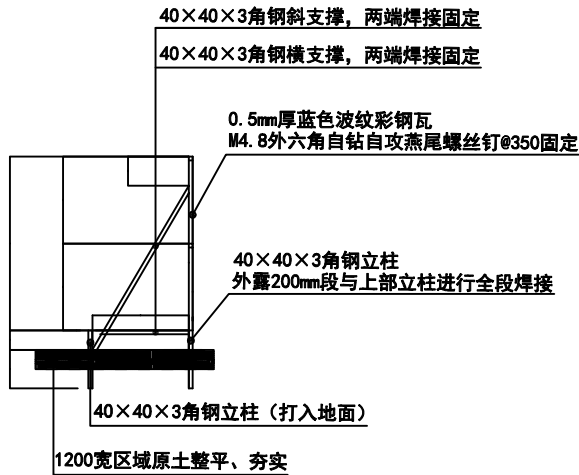 40×40×3角钢斜支撑，两端焊接固定
40×40×3角钢横支撑，两端焊接固定
0.5mm厚蓝色波纹彩钢瓦
M4.8外六角自钻自攻燕尾螺丝钉@350固定
40×40×3角钢立柱
外露200mm段与上部立柱进行全段焊接
40×40×3角钢立柱（打入地面）
1200宽区域原土整平、夯实